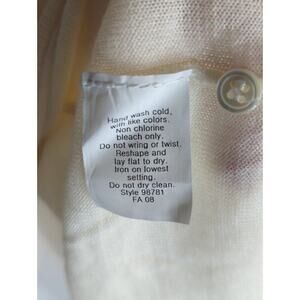 Hand wash cold,
with like colors.
Non chlorine
bleach only.
Do not wring or twist.
Reshape and
lay flat to dry.
Iron on lowest
setting.
Do not dry clean.
Style 98781
FA 08